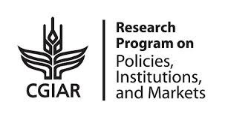 Research
Program on
Policies,
Institutions,
and Markets
CGIAR